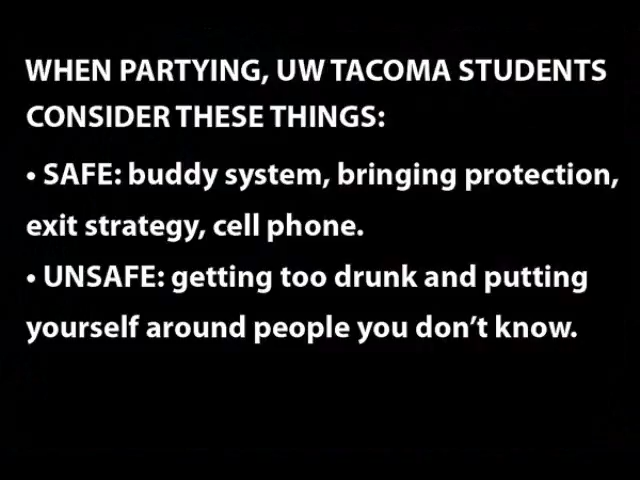 WHEN PARTYING, UW TACOMA STUDENTS
CONSIDER THESE THINGS:
• SAFE: buddy system, bringing protection,
exit strategy, cell phone.
• UNSAFE: getting too drunk and putting
yourself around people you don’t know.